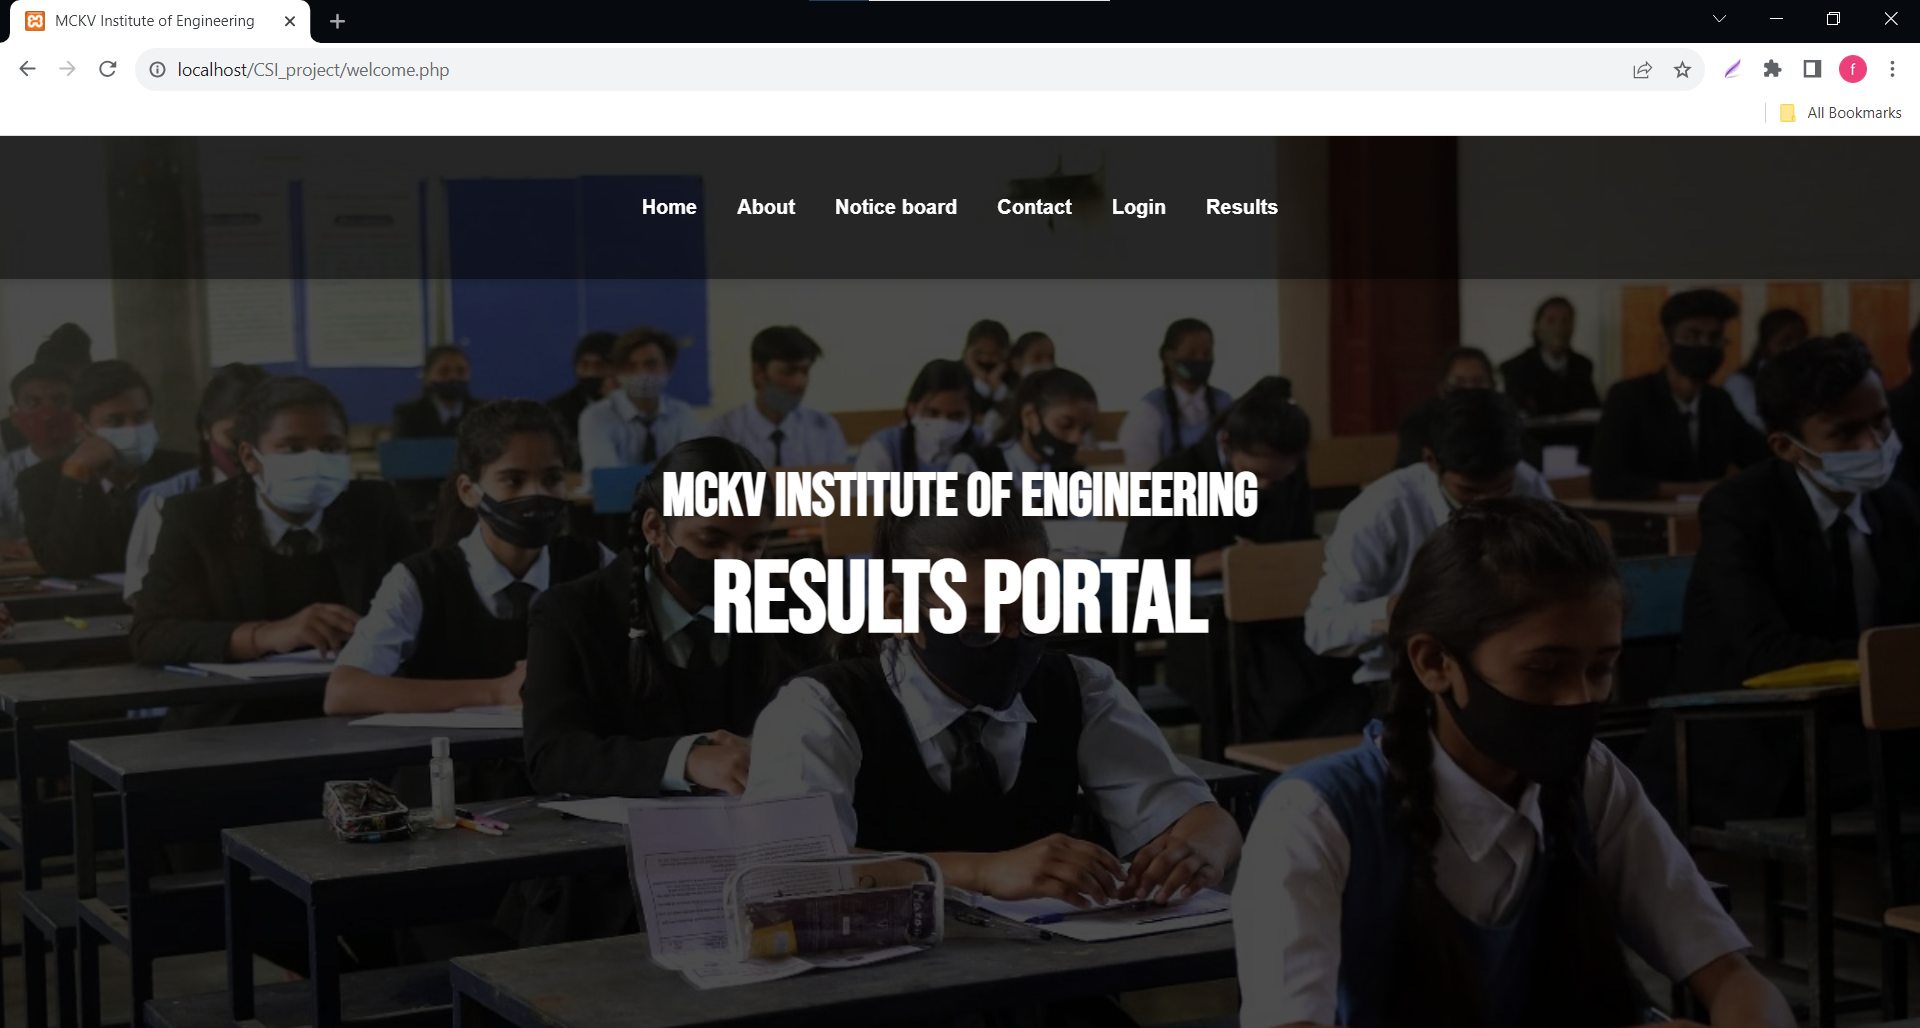 MCKV Institute of Engineering
localhost/CSI_project/welcome.php
f
All Bookmarks
Home About Notice board Contact Login Results
MCKV INSTITUTE OF ENGINEERING
RESULTS PORTAL